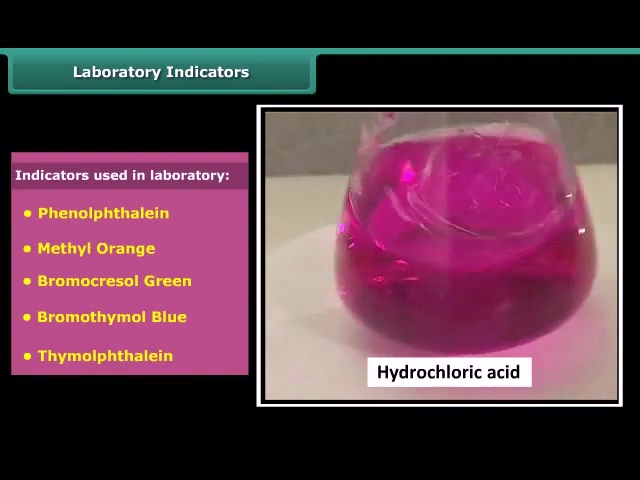 Laboratory Indicators
Indicators used in laboratory:
• Phenolphthalein
• Methyl Orange
• Bromocresol Green
• Bromothymol Blue
• Thymolphthalein
Hydrochloric acid